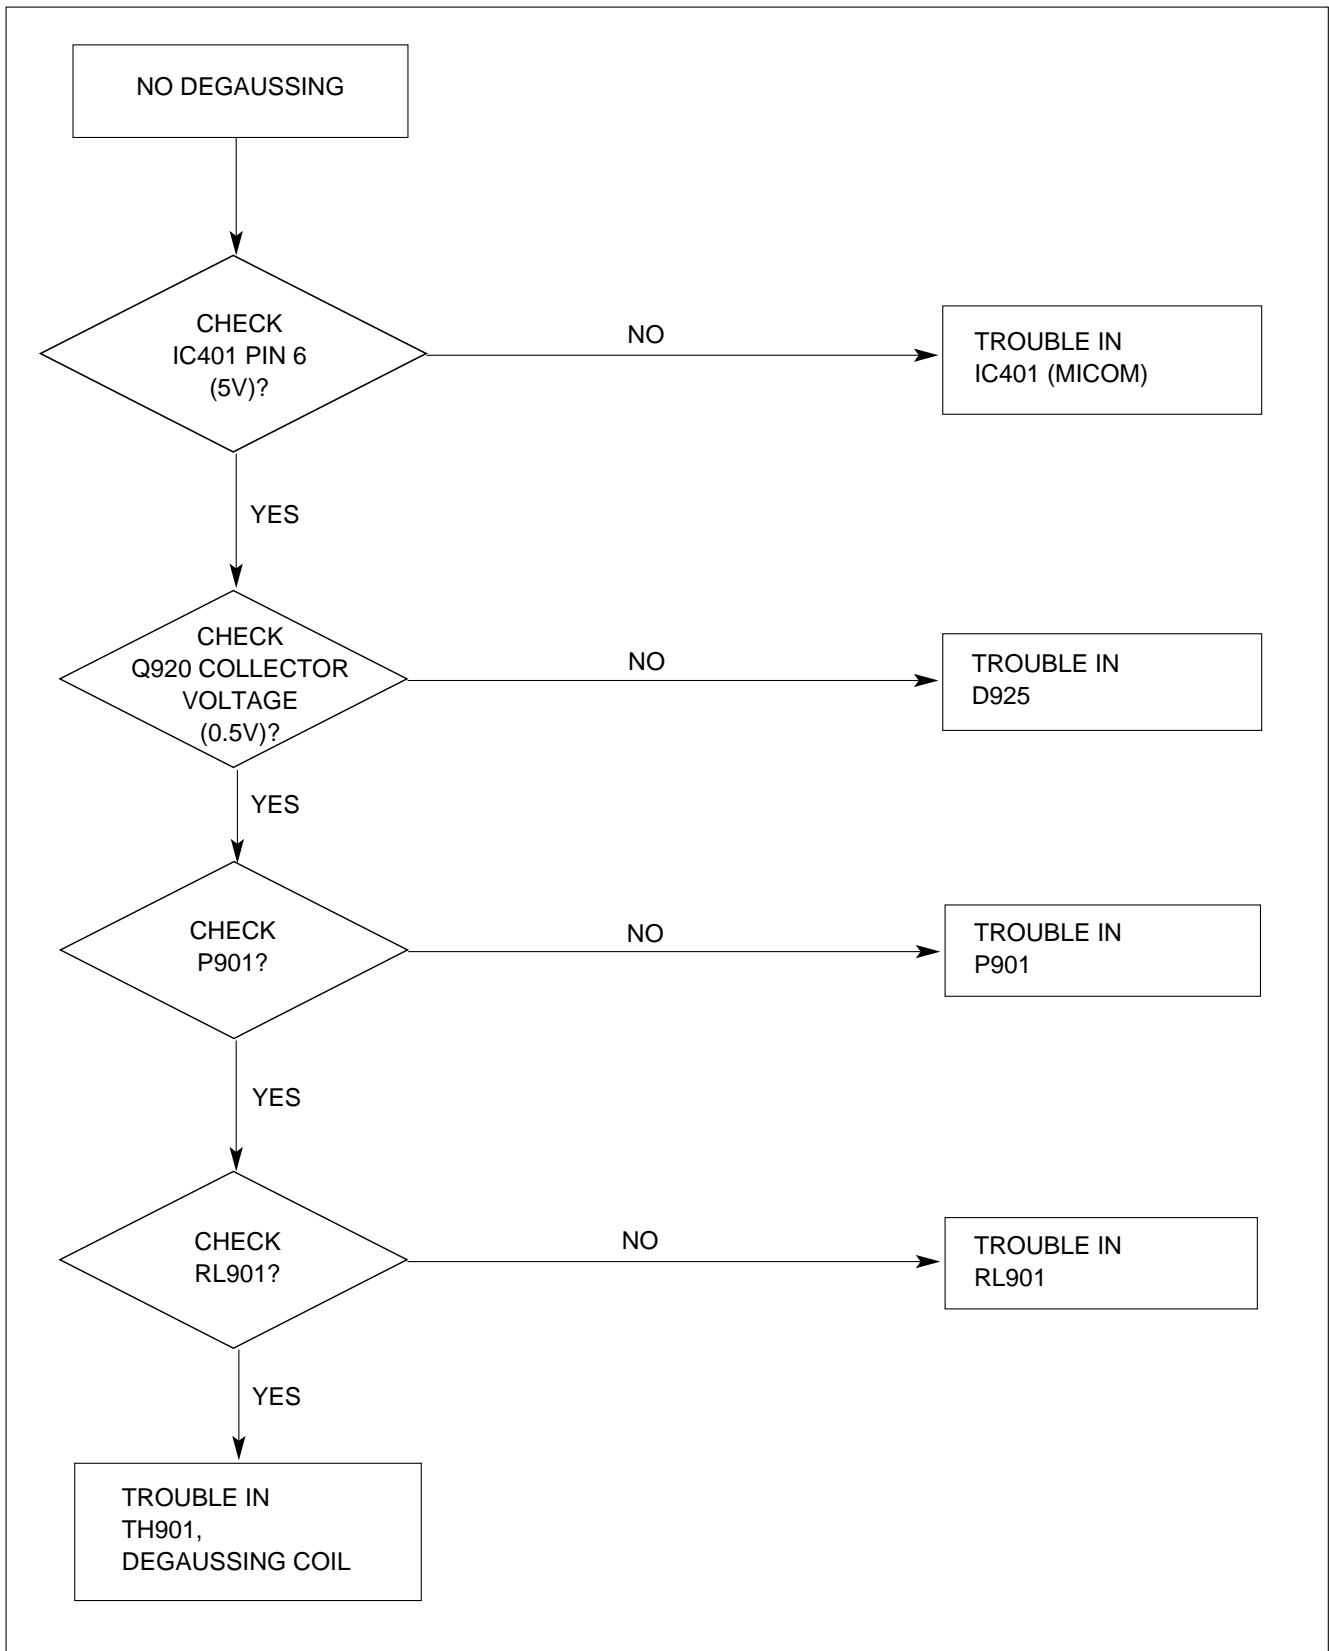 NO DEGAUSSING
CHECK
IC401 PIN 6
(5V)?
NO
TROUBLE IN
IC401 (MICOM)
YES
CHECK
Q920 COLLECTOR
VOLTAGE
(0.5V)?
NO
TROUBLE IN
D925
YES
CHECK
P901?
NO
TROUBLE IN
P901
YES
CHECK
RL901?
NO
TROUBLE IN
RL901
YES
TROUBLE IN
TH901,
DEGAUSSING COIL